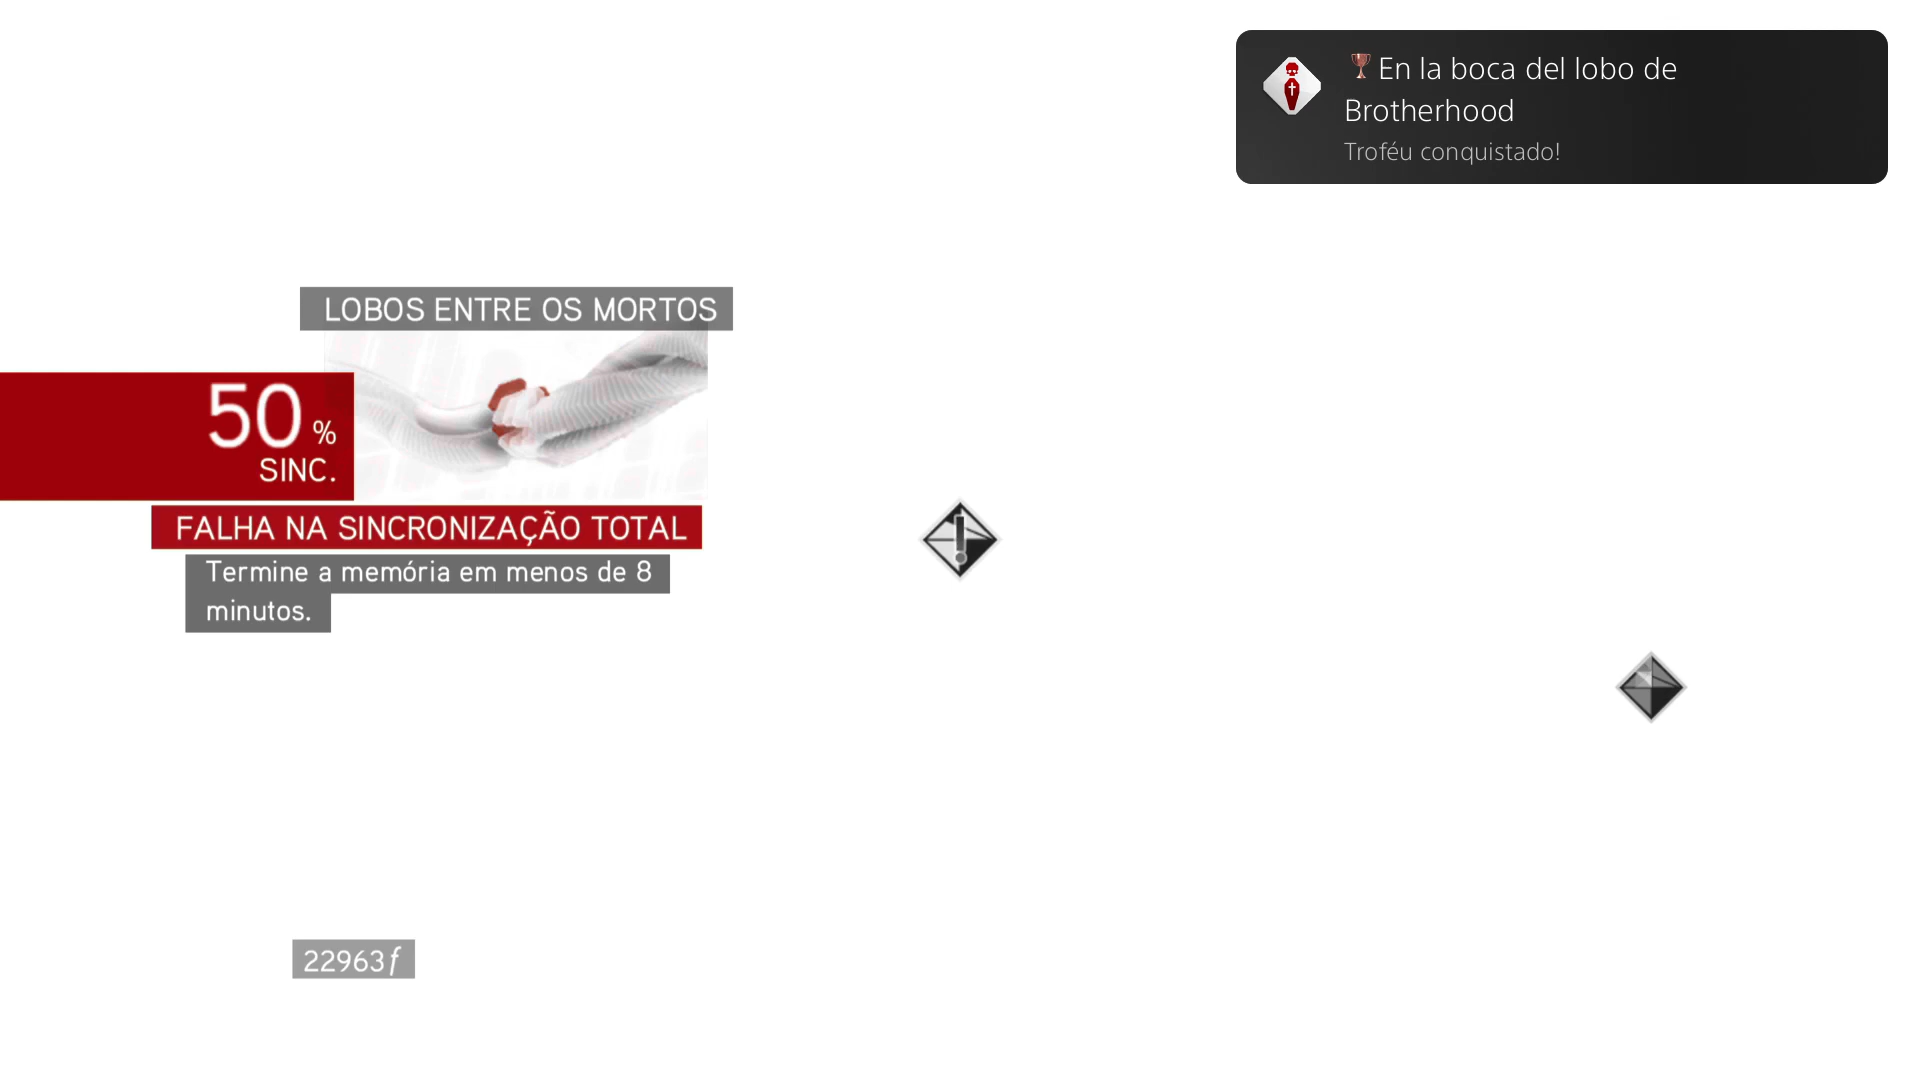 En la boca del lobo de
Brotherhood
Troféu conquistado!
LOBOS ENTRE OS MORTOS
50 %
SINC.
FALHA NA SINCRONIZAÇÃO TOTAL
Termine a memória em menos de 8
minutos.
22963ƒ